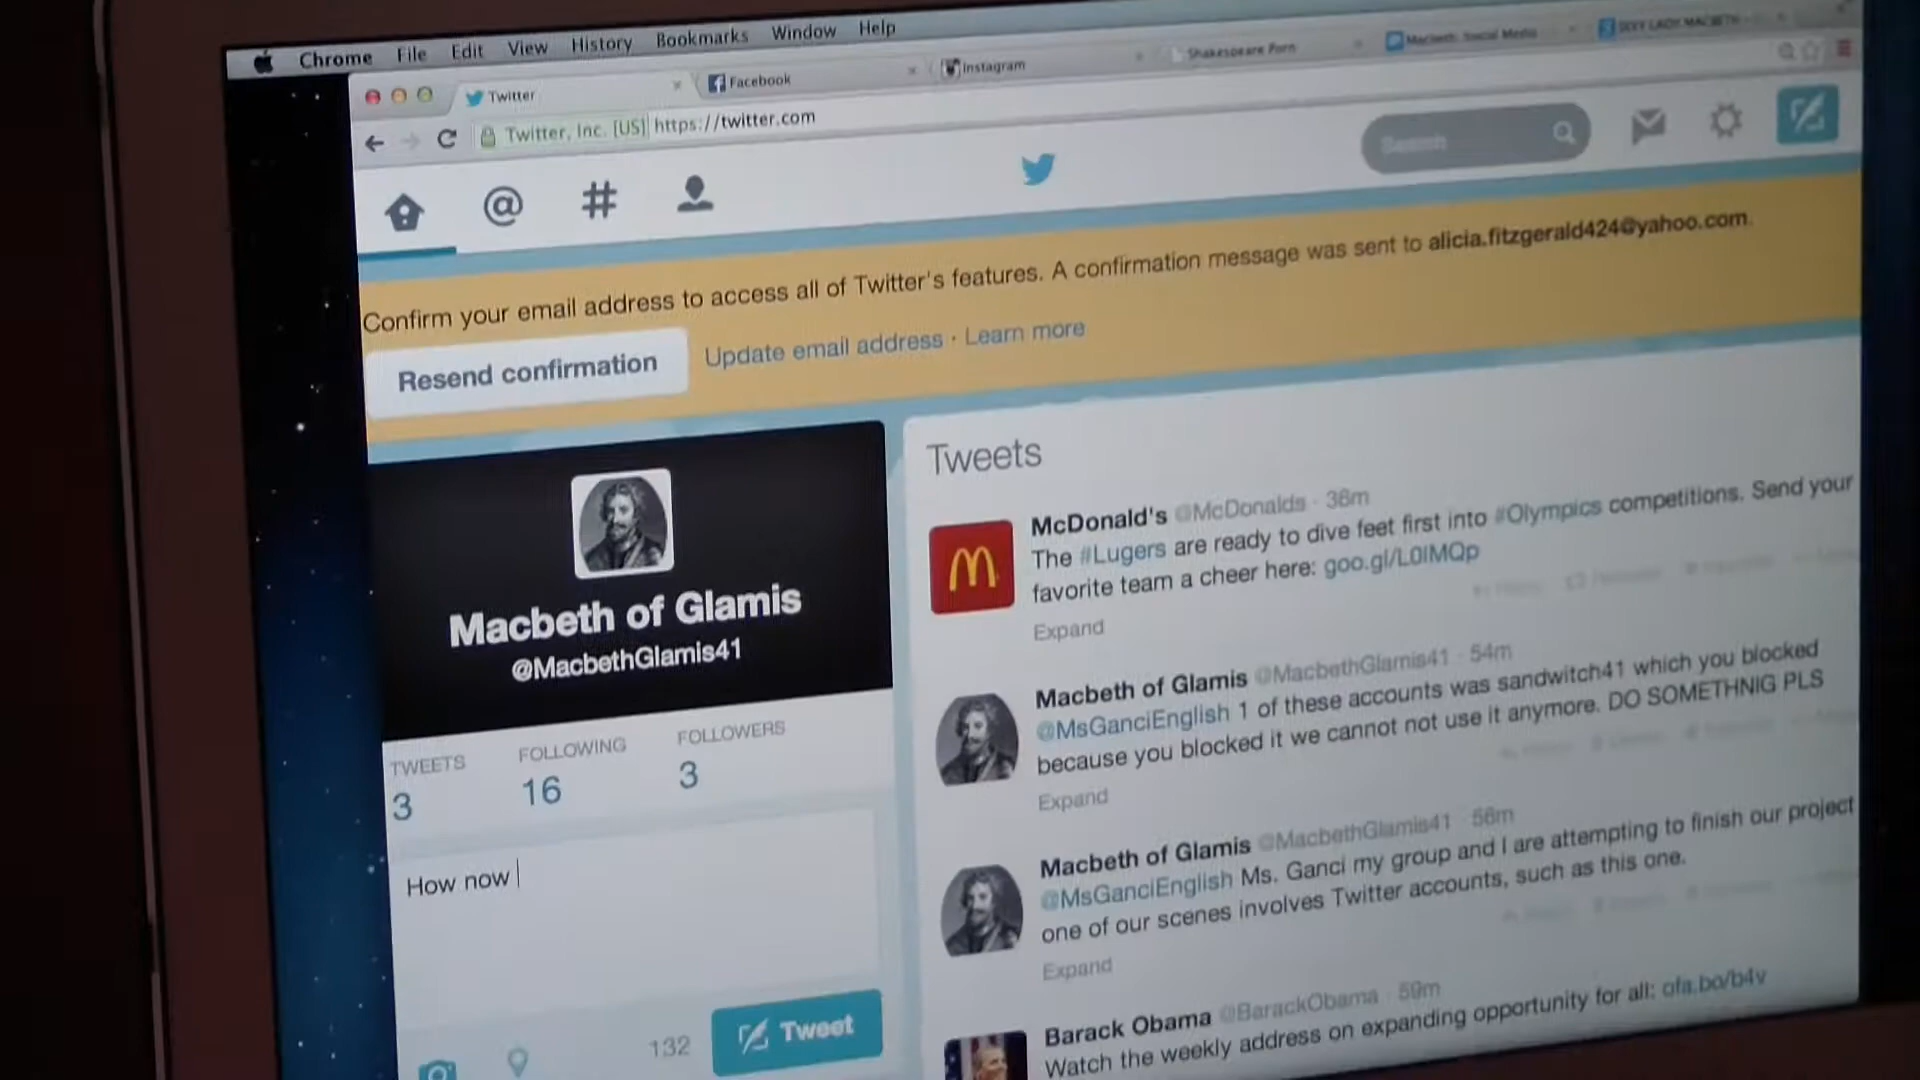 Chrome File Edit View History Bookmarks Window Help
Twitter Facebook Instagram Shakespeare Porn Macbeth: Social Media SEXY LADY MACBETH
Twitter, Inc. [US] https://twitter.com
@ # Search
Confirm your email address to access all of Twitter's features. A confirmation message was sent to alicia.fitzgerald424@yahoo.com.
Resend confirmation Update email address · Learn more
Macbeth of Glamis
@MacbethGlamis41
TWEETS FOLLOWING FOLLOWERS
3 16 3
How now
132 Tweet
Tweets
McDonald's @McDonalds · 38m
The #Lugers are ready to dive feet first into #Olympics competitions. Send your
favorite team a cheer here: goo.gl/L0IMQp
Expand
Macbeth of Glamis @MacbethGlamis41 · 54m
@MsGanciEnglish 1 of these accounts was sandwitch41 which you blocked
because you blocked it we cannot not use it anymore. DO SOMETHNIG PLS
Expand
Macbeth of Glamis @MacbethGlamis41 · 56m
@MsGanciEnglish Ms. Ganci my group and I are attempting to finish our project
one of our scenes involves Twitter accounts, such as this one.
Expand
Barack Obama @BarackObama · 59m
Watch the weekly address on expanding opportunity for all: ofa.bo/b4v